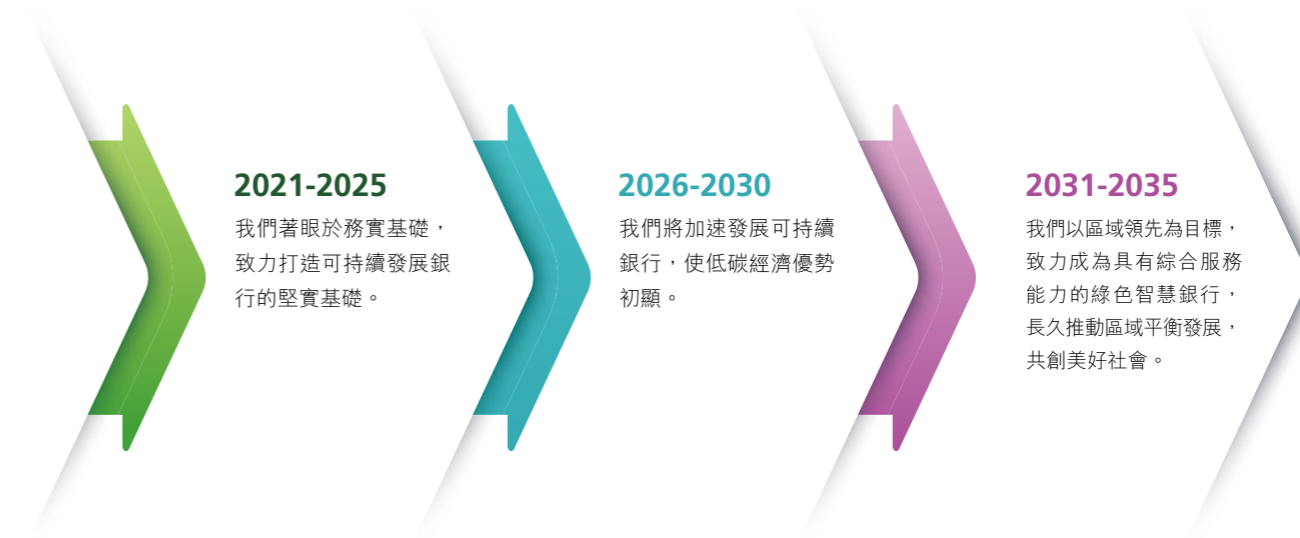 2021-2025
我們著眼於務實基礎，
致力打造可持續發展銀
行的堅實基礎。
2026-2030
我們將加速發展可持續
銀行，使低碳經濟優勢
初顯。
2031-2035
我們以區域領先為目標，
致力成為具有綜合服務
能力的綠色智慧銀行，
長久推動區域平衡發展，
共創美好社會。